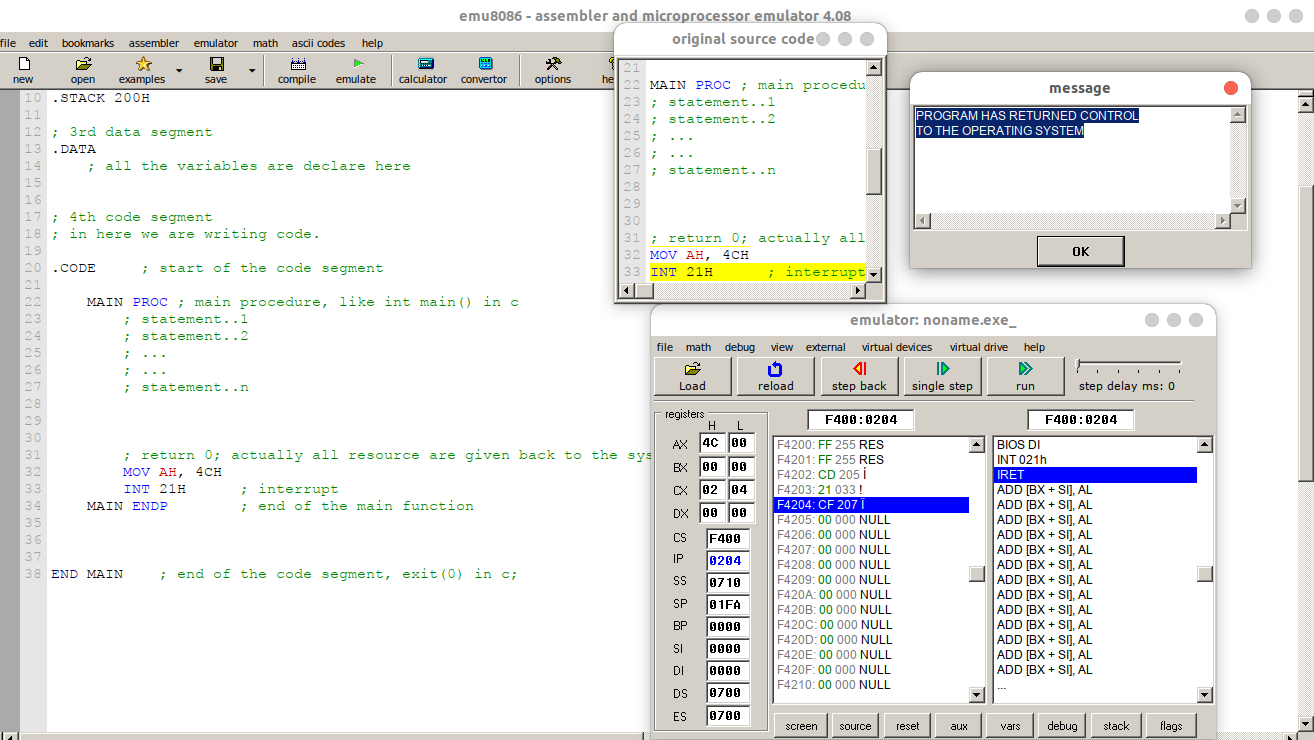 emu8086 - assembler and microprocessor emulator 4.08
file edit bookmarks assembler emulator math ascii codes help
new open examples save compile emulate calculator convertor options
10 .STACK 200H
11
12 ; 3rd data segment
13 .DATA
14 ; all the variables are declare here
15
16
17 ; 4th code segment
18 ; in here we are writing code.
19
20 .CODE ; start of the code segment
21
22 MAIN PROC ; main procedure, like int main() in c
23 ; statement..1
24 ; statement..2
25 ; ...
26 ; ...
27 ; statement..n
28
29
30
31 ; return 0; actually all resource are given back to the sys
32 MOV AH, 4CH
33 INT 21H ; interrupt
34 MAIN ENDP ; end of the main function
35
36
37
38 END MAIN ; end of the code segment, exit(0) in c;
original source code
21
22 MAIN PROC ; main procedu
23 ; statement..1
24 ; statement..2
25 ; ...
26 ; ...
27 ; statement..n
28
29
30
31 ; return 0; actually all
32 MOV AH, 4CH
33 INT 21H ; interrupt
message
PROGRAM HAS RETURNED CONTROL
TO THE OPERATING SYSTEM
OK
emulator: noname.exe_
file math debug view external virtual devices virtual drive help
Load reload step back single step run step delay ms: 0
registers
H L
AX 4C 00
BX 00 00
CX 02 04
DX 00 00
CS F400
IP 0204
SS 0710
SP 01FA
BP 0000
SI 0000
DI 0000
DS 0700
ES 0700
F400:0204
F4200: FF 255 RES
F4201: FF 255 RES
F4202: CD 205 Í
F4203: 21 033 !
F4204: CF 207 Ï
F4205: 00 000 NULL
F4206: 00 000 NULL
F4207: 00 000 NULL
F4208: 00 000 NULL
F4209: 00 000 NULL
F420A: 00 000 NULL
F420B: 00 000 NULL
F420C: 00 000 NULL
F420D: 00 000 NULL
F420E: 00 000 NULL
F420F: 00 000 NULL
F4210: 00 000 NULL
F400:0204
BIOS DI
INT 021h
IRET
ADD [BX + SI], AL
ADD [BX + SI], AL
ADD [BX + SI], AL
ADD [BX + SI], AL
ADD [BX + SI], AL
ADD [BX + SI], AL
ADD [BX + SI], AL
ADD [BX + SI], AL
ADD [BX + SI], AL
ADD [BX + SI], AL
ADD [BX + SI], AL
ADD [BX + SI], AL
ADD [BX + SI], AL
...
screen source reset aux vars debug stack flags